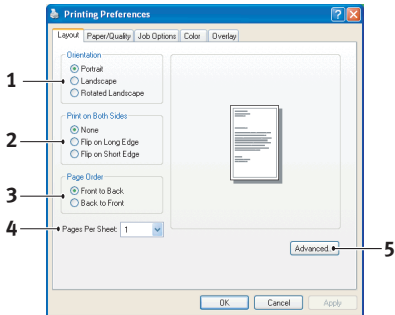 Printing Preferences
Layout Paper/Quality Job Options Color Overlay
Orientation
1
Portrait
Landscape
Rotated Landscape
Print on Both Sides
2
None
Flip on Long Edge
Flip on Short Edge
Page Order
3
Front to Back
Back to Front
4
Pages Per Sheet: 1
Advanced...
5
OK Cancel Apply